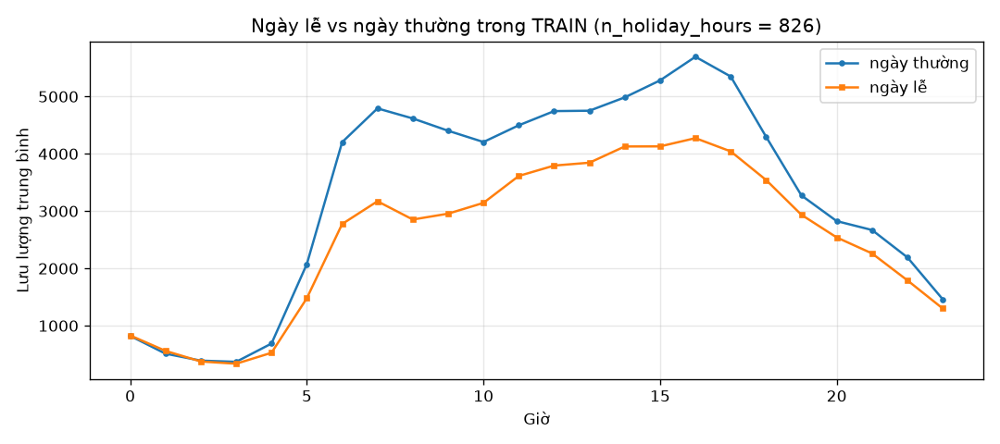 Ngày lễ vs ngày thường trong TRAIN (n_holiday_hours = 826)
ngày thường
ngày lễ
Lưu lượng trung bình
5000
4000
3000
2000
1000
0 5 10 15 20
Giờ